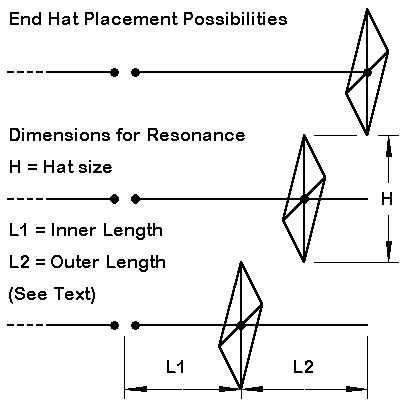 End Hat Placement Possibilities
Dimensions for Resonance
H = Hat size
H
L1 = Inner Length
L2 = Outer Length
(See Text)
L1
L2